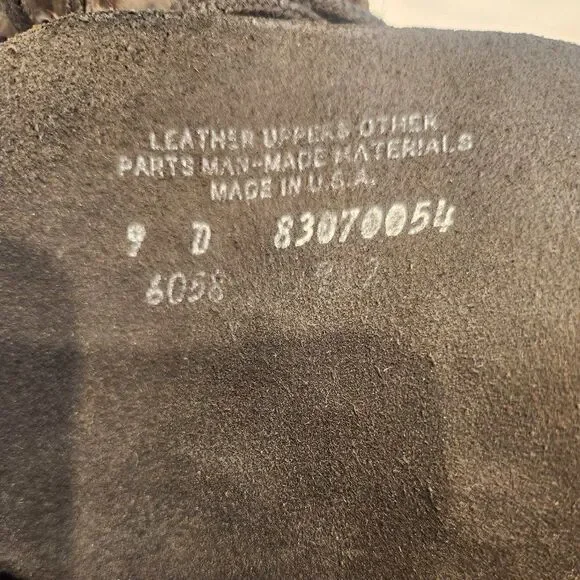 LEATHER UPPERS OTHER
PARTS MAN-MADE MATERIALS
MADE IN U.S.A.
9 D 83070054
6058